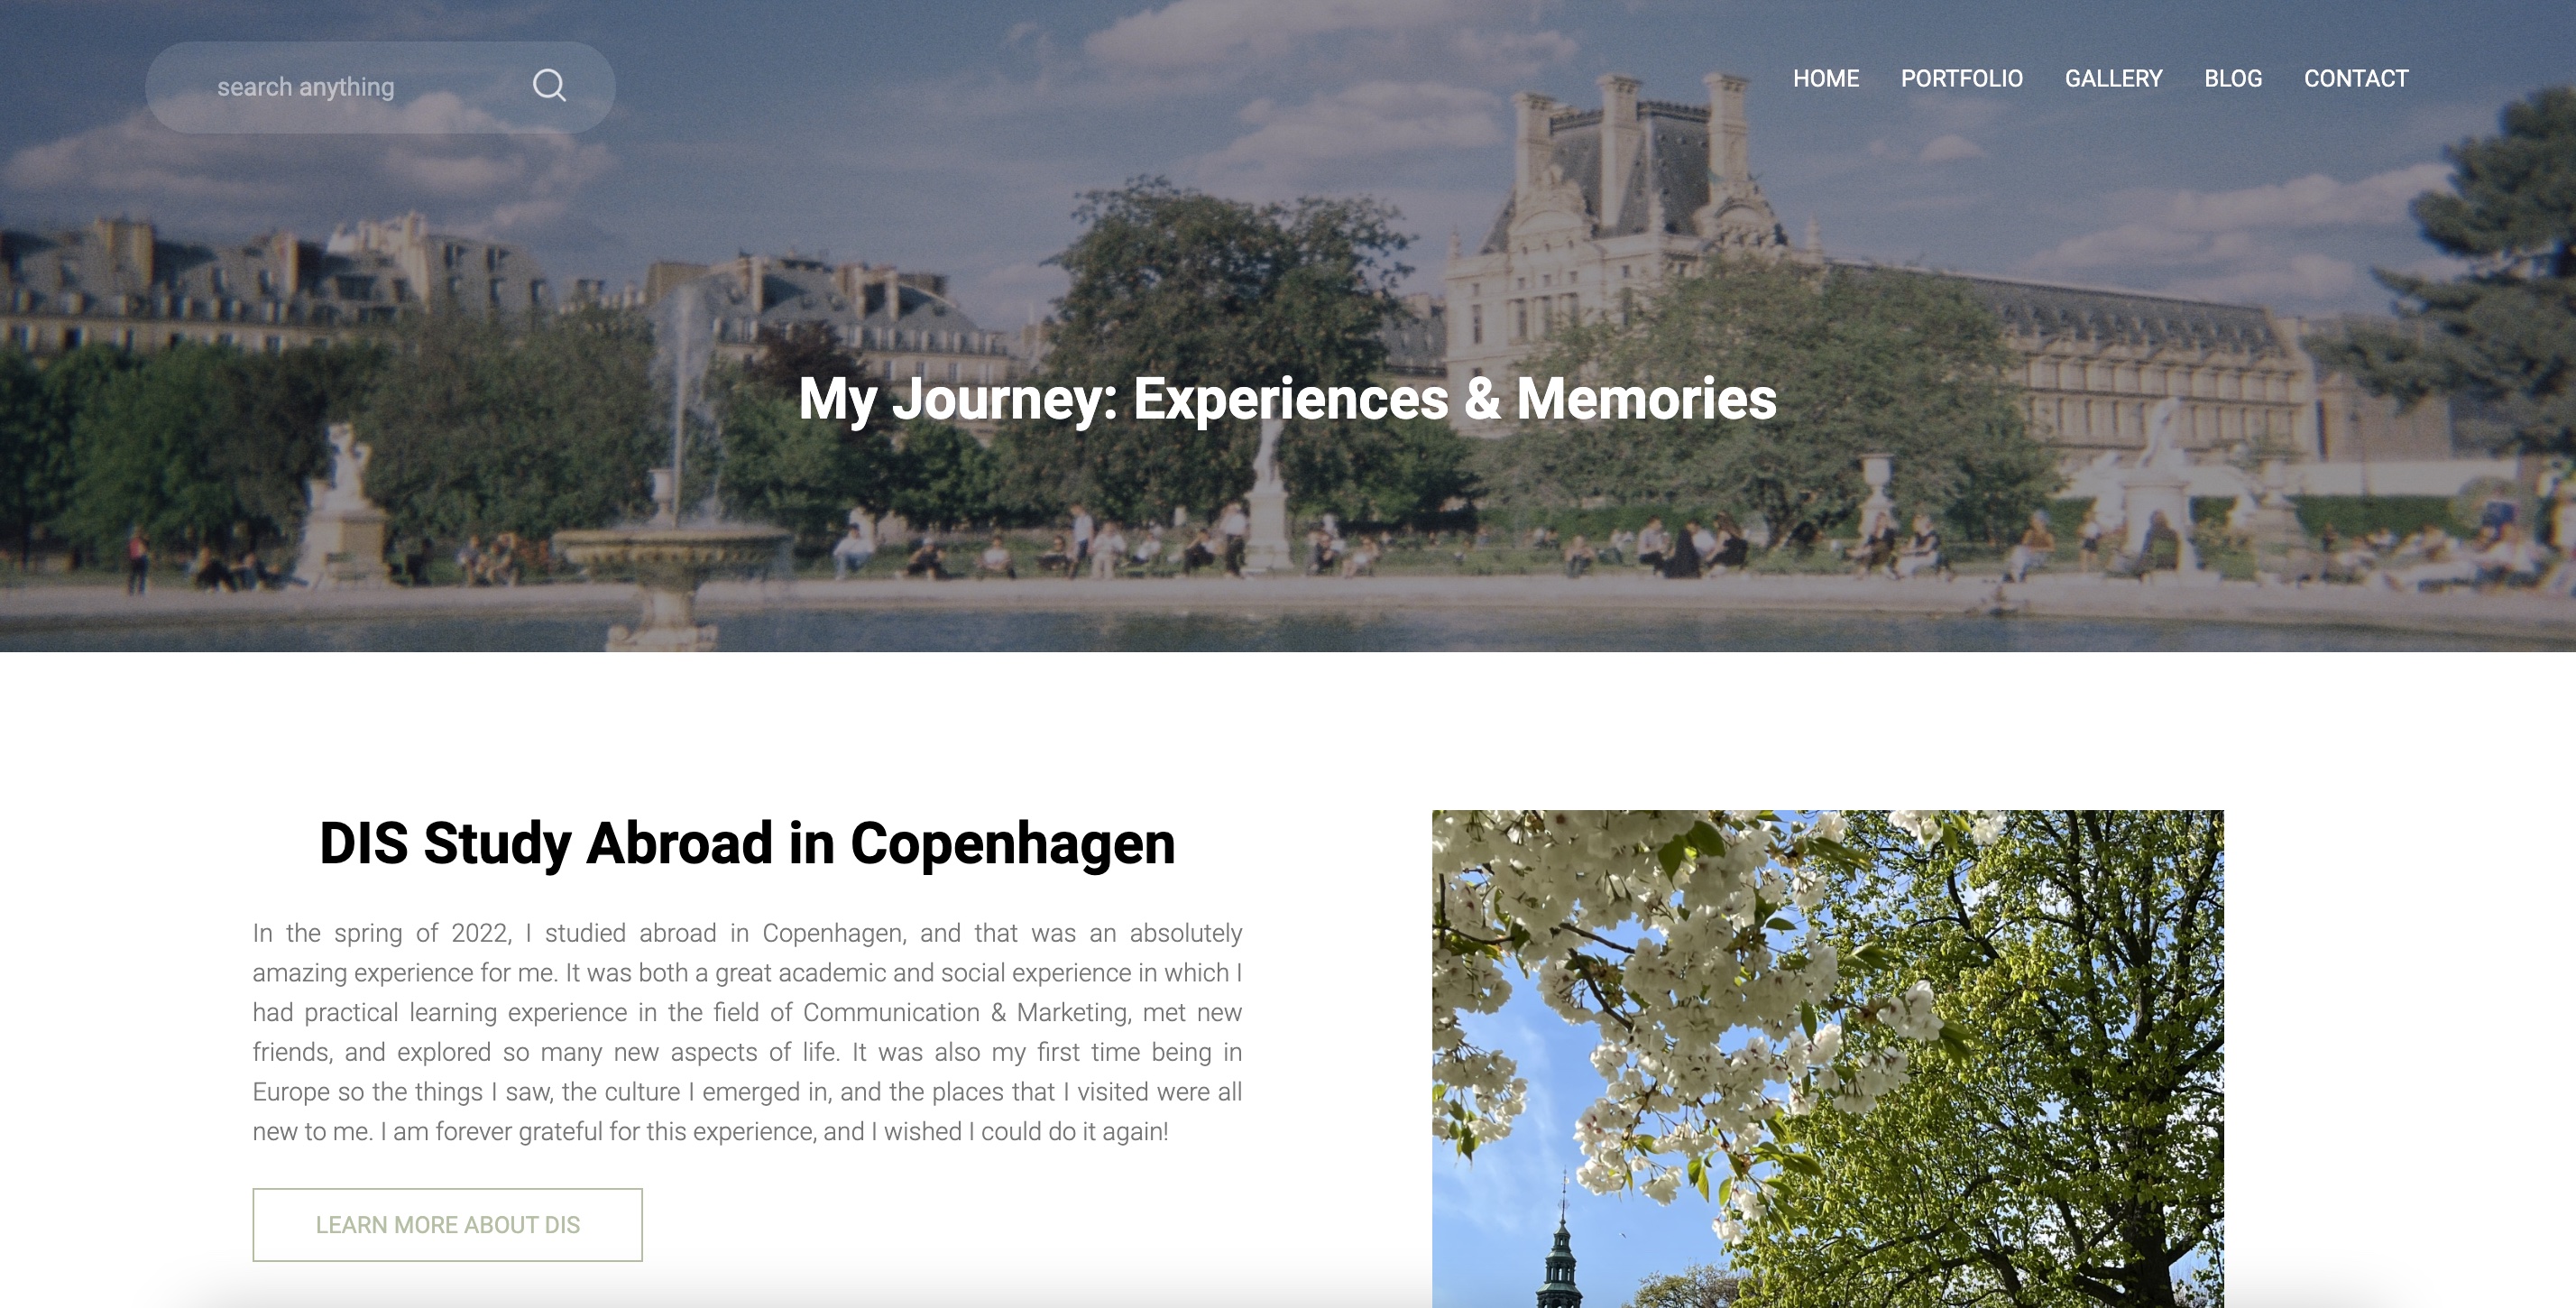 search anything
HOME PORTFOLIO GALLERY BLOG CONTACT
My Journey: Experiences & Memories
DIS Study Abroad in Copenhagen
In the spring of 2022, I studied abroad in Copenhagen, and that was an absolutely
amazing experience for me. It was both a great academic and social experience in which I
had practical learning experience in the field of Communication & Marketing, met new
friends, and explored so many new aspects of life. It was also my first time being in
Europe so the things I saw, the culture I emerged in, and the places that I visited were all
new to me. I am forever grateful for this experience, and I wished I could do it again!
LEARN MORE ABOUT DIS